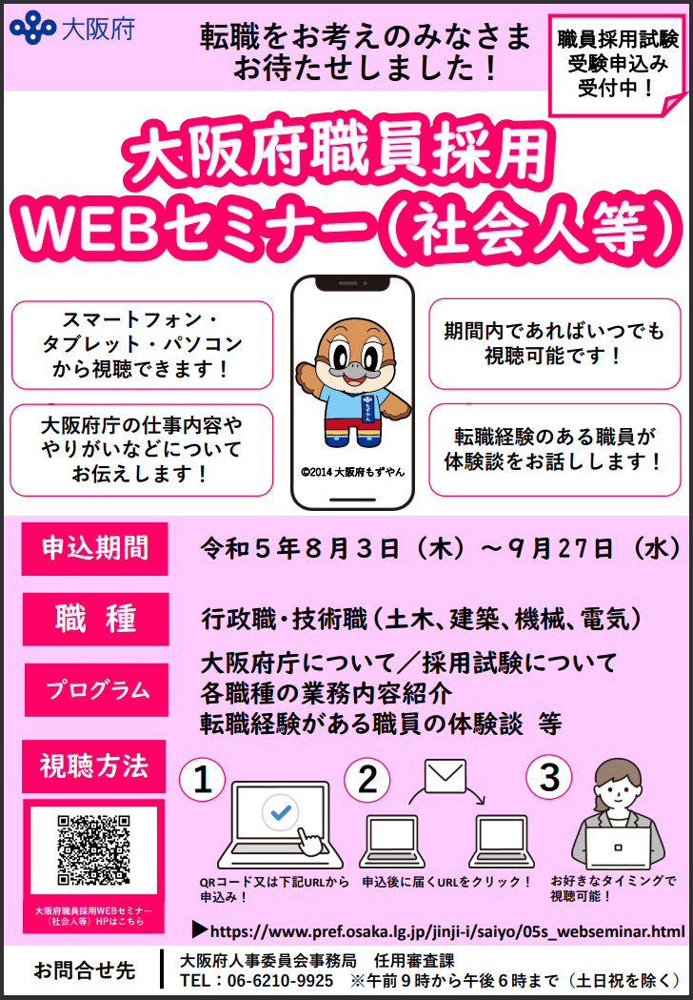 大阪府
転職をお考えのみなさま
お待たせしました！
職員採用試験
受験申込み
受付中！
大阪府職員採用
WEBセミナー（社会人等）
スマートフォン・
タブレット・パソコン
から視聴できます！
期間内であればいつでも
視聴可能です！
大阪府庁の仕事内容や
やりがいなどについて
お伝えします！
転職経験のある職員が
体験談をお話しします！
もずやん
©2014 大阪府もずやん
申込期間
令和５年８月３日（木）～９月27日（水）
職 種
行政職・技術職（土木、建築、機械、電気）
プログラム
大阪府庁について／採用試験について
各職種の業務内容紹介
転職経験がある職員の体験談 等
視聴方法
大阪府職員採用WEBセミナー
（社会人等）HPはこちら
1
QRコード又は下記URLから
申込み！
2
申込後に届くURLをクリック！
3
お好きなタイミングで
視聴可能！
▶https://www.pref.osaka.lg.jp/jinji-i/saiyo/05s_webseminar.html
お問合せ先
大阪府人事委員会事務局 任用審査課
TEL：06-6210-9925 ※午前９時から午後６時まで（土日祝を除く）